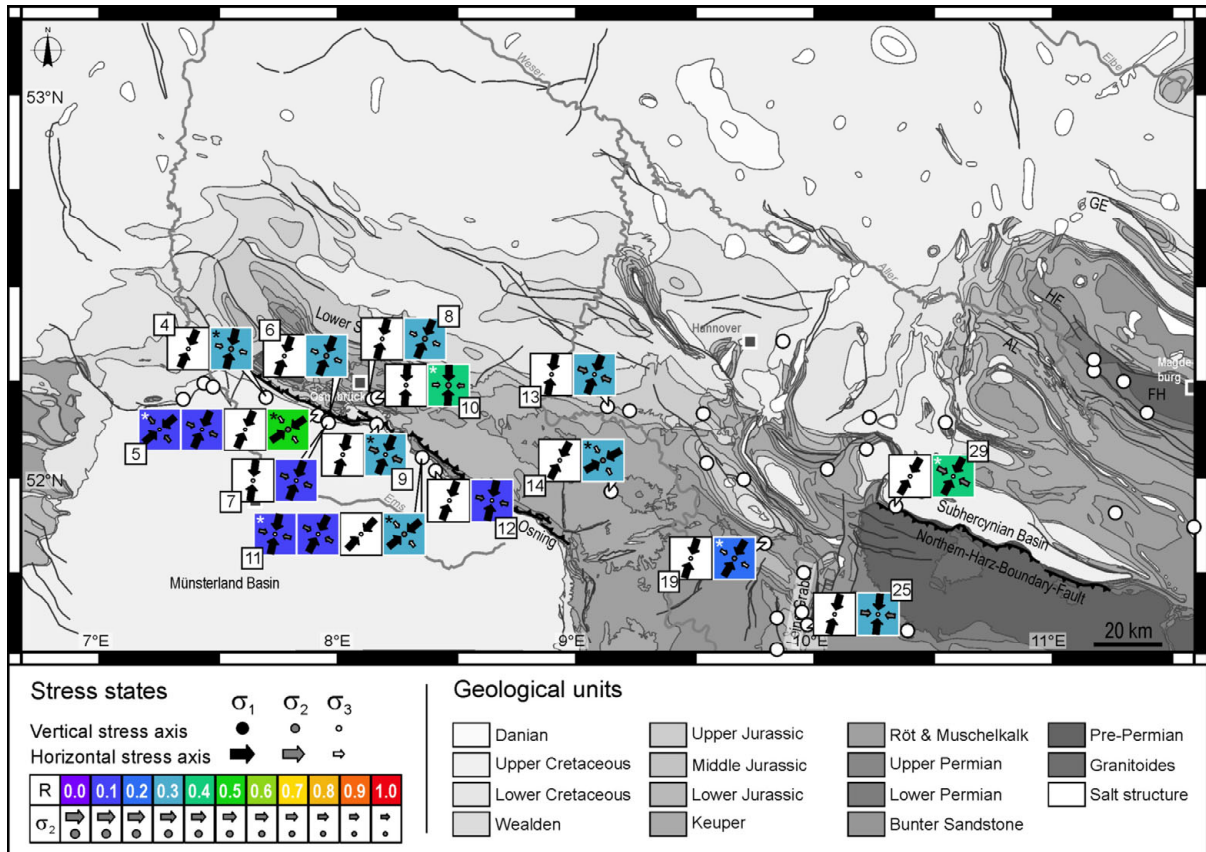 N
53°N
Weser
Elbe
GE
Aller
HF
Hannover
AL
Magde
burg
FH
4
6
Lower S
8
Osnabrück
10
13
5
52°N
9
14
29
7
Ems
12
Subhercynian Basin
11
Osning
Northern-Harz-Boundary-Fault
Münsterland Basin
19
25
7°E
8°E
9°E
10°E
11°E
20 km
Stress states
σ1 σ2 σ3
Vertical stress axis
Horizontal stress axis
R 0.0 0.1 0.2 0.3 0.4 0.5 0.6 0.7 0.8 0.9 1.0
σ2
Geological units
Danian
Upper Cretaceous
Lower Cretaceous
Wealden
Upper Jurassic
Middle Jurassic
Lower Jurassic
Keuper
Röt & Muschelkalk
Upper Permian
Lower Permian
Bunter Sandstone
Pre-Permian
Granitoides
Salt structure